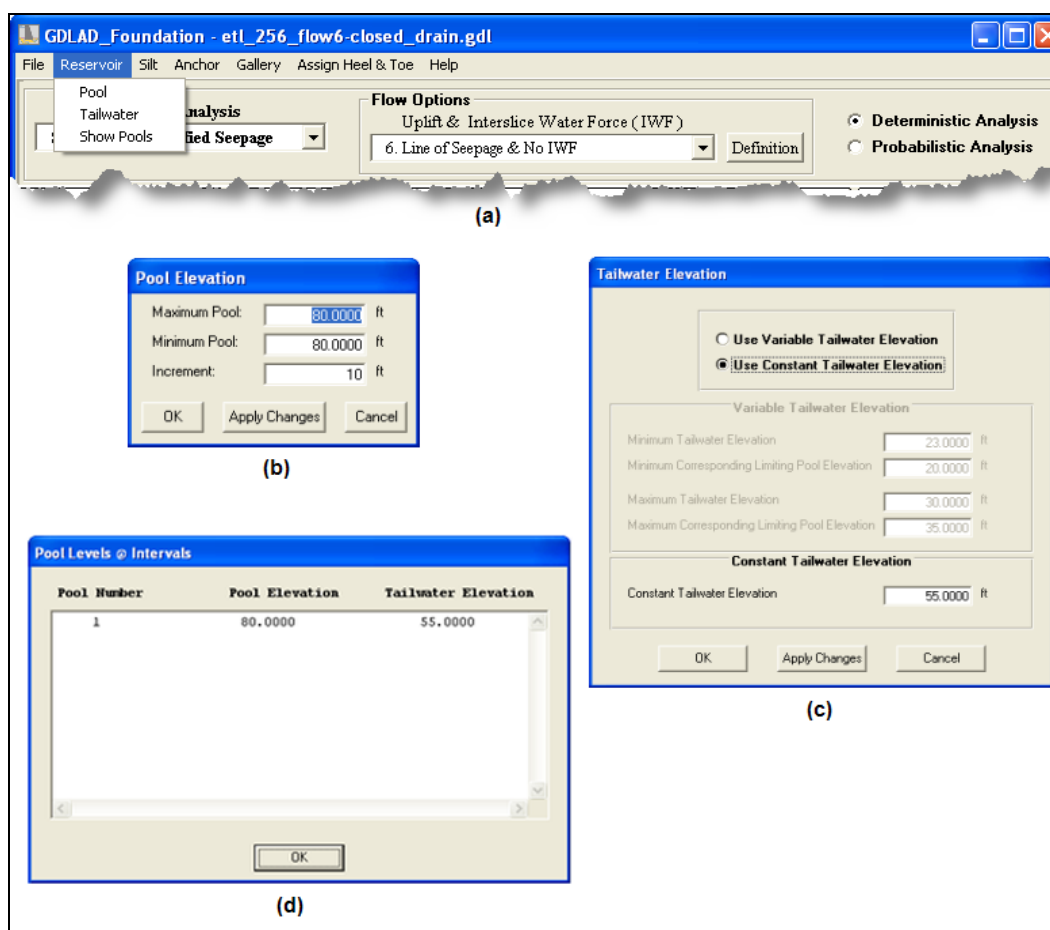 GDLAD_Foundation - etl_256_flow6-closed_drain.gdl
File Reservoir Silt Anchor Gallery Assign Heel & Toe Help
Pool
Tailwater
Show Pools
nalysis
fied Seepage
Flow Options
Uplift & Interslice Water Force ( IWF )
6. Line of Seepage & No IWF
Definition
Deterministic Analysis
Probabilistic Analysis
(a)
Pool Elevation
Maximum Pool: 80.0000 ft
Minimum Pool: 80.0000 ft
Increment: 10 ft
OK Apply Changes Cancel
(b)
Tailwater Elevation
Use Variable Tailwater Elevation
Use Constant Tailwater Elevation
Variable Tailwater Elevation
Minimum Tailwater Elevation 23.0000 ft
Minimum Corresponding Limiting Pool Elevation 20.0000 ft
Maximum Tailwater Elevation 30.0000 ft
Maximum Corresponding Limiting Pool Elevation 35.0000 ft
Constant Tailwater Elevation
Constant Tailwater Elevation 55.0000 ft
OK Apply Changes Cancel
(c)
Pool Levels @ Intervals
Pool Number Pool Elevation Tailwater Elevation
1 80.0000 55.0000
OK
(d)